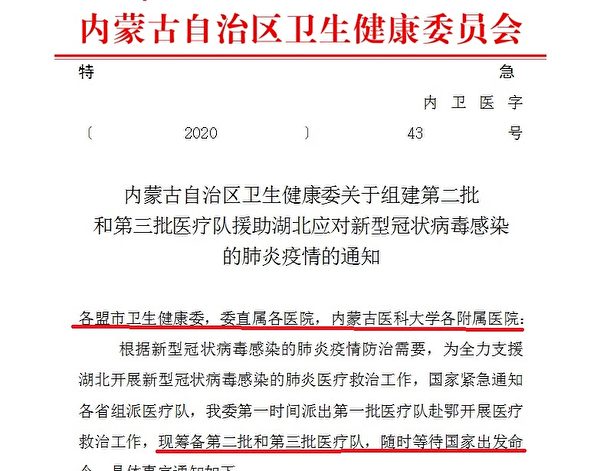 内蒙古自治区卫生健康委员会
特 急
内 卫 医 字
〔 2020 〕 43 号
内蒙古自治区卫生健康委关于组建第二批
和第三批医疗队援助湖北应对新型冠状病毒感染
的肺炎疫情的通知
各盟市卫生健康委，委直属各医院，内蒙古医科大学各附属医院：
根据新型冠状病毒感染的肺炎疫情防治需要，为全力支援
湖北开展新型冠状病毒感染的肺炎医疗救治工作，国家紧急通知
各省组派医疗队，我委第一时间派出第一批医疗队赴鄂开展医疗
救治工作，现筹备第二批和第三批医疗队，随时等待国家出发命
令，具体事宜通知如下